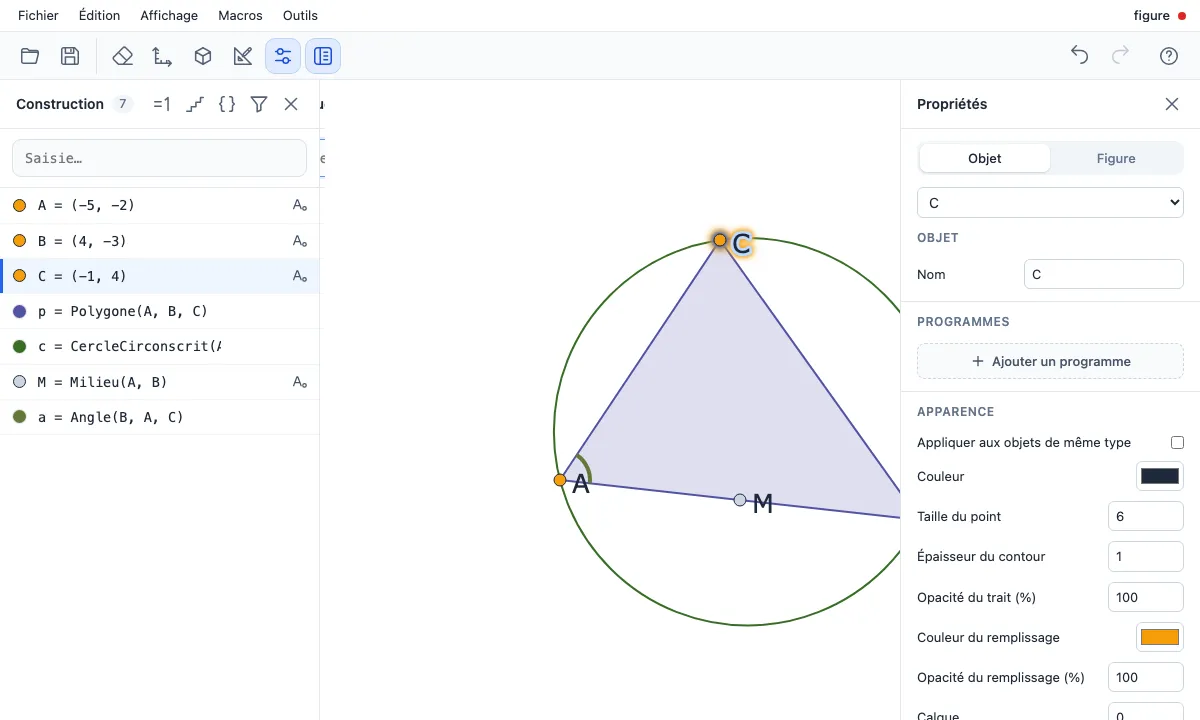 Fichier Édition Affichage Macros Outils figure
Construction 7 =1 {}
Saisie…
A = (−5, −2) A
B = (4, −3) A
C = (−1, 4) A
p = Polygone(A, B, C)
c = CercleCirconscrit(
M = Milieu(A, B) A
a = Angle(B, A, C)
C
A
M
Propriétés
Objet Figure
C
OBJET
Nom C
PROGRAMMES
+ Ajouter un programme
APPARENCE
Appliquer aux objets de même type
Couleur
Taille du point 6
Épaisseur du contour 1
Opacité du trait (%) 100
Couleur du remplissage
Opacité du remplissage (%) 100
Calque 0